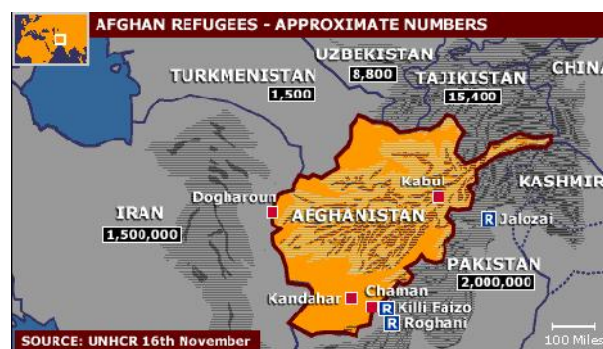 AFGHAN REFUGEES - APPROXIMATE NUMBERS
UZBEKISTAN
8,800
CHINA
TURKMENISTAN
1,500
TAJIKISTAN
15,400
KASHMIR
Kabul
Dogharoun
IRAN
1,500,000
AFGHANISTAN
R Jalozai
PAKISTAN
2,000,000
Kandahar
Chaman
R Killi Faizo
R Roghani
SOURCE: UNHCR 16th November
100 Miles